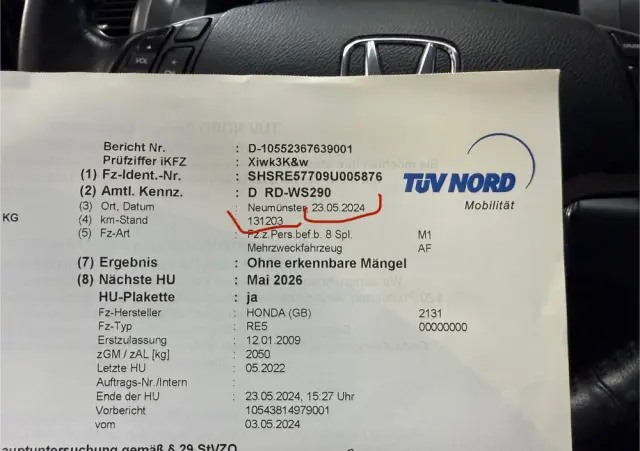 VOL
KG
Bericht Nr. : D-10552367639001
Prüfziffer iKFZ : Xiwk3K&w
(1) Fz-Ident.-Nr. : SHSRE57709U005876
(2) Amtl. Kennz. : D RD-WS290
(3) Ort, Datum : Neumünster, 23.05.2024
(4) km-Stand : 131203
(5) Fz-Art : Fz.z.Pers.bef.b. 8 Spl. M1
Mehrzweckfahrzeug AF
(7) Ergebnis : Ohne erkennbare Mängel
(8) Nächste HU : Mai 2026
HU-Plakette : ja
Fz-Hersteller : HONDA (GB) 2131
Fz-Typ : RE5 00000000
Erstzulassung : 12.01.2009
zGM / zAL [kg] : 2050
Letzte HU : 05.2022
Auftrags-Nr./Intern :
Ende der HU : 23.05.2024, 15:27 Uhr
Vorbericht : 10543814979001
vom : 03.05.2024
auptuntersuchung gemäß § 29 StVZO
TÜV NORD
Mobilität